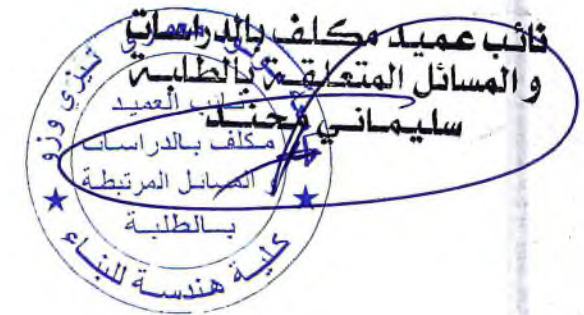 نائب عميد مكلف بالدراسات
و المسائل المتعلقة بالطلبة
سليماني محند
تيزي وزو
نائب العميد
مكلف بالدراسات
و المسائل المرتبطة
بالطلبة
كلية هندسة للبناء